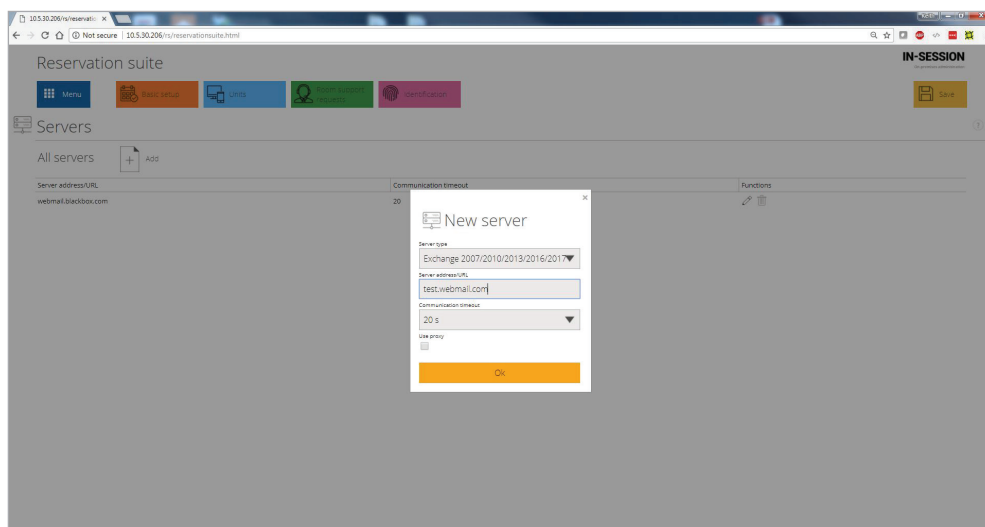 10.5.30.206/rs/reservatio
Not secure | 10.5.30.206/rs/reservationsuite.html
Reservation suite
IN-SESSION
Menu
Basic setup
Units
Room support requests
Identification
Save
Servers
All servers
Add
Server address/URL Communication timeout Functions
webmail.blackbox.com 20
New server
Server type
Exchange 2007/2010/2013/2016/2017
Server address/URL
test.webmail.com
Communication timeout
20 s
Use proxy
Ok